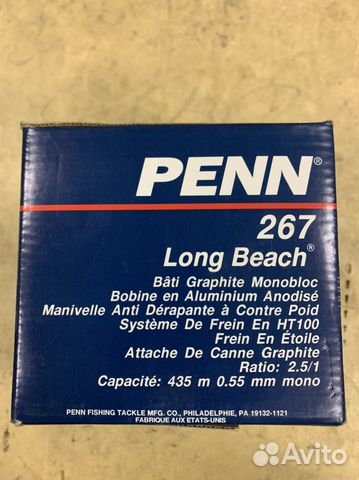 PENN®
267
Long Beach®
Bâti Graphite Monobloc
Bobine en Aluminium Anodisé
Manivelle Anti Dérapante à Contre Poid
Système De Frein En HT100
Frein En Étoile
Attache De Canne Graphite
Ratio: 2.5/1
Capacité: 435 m 0.55 mm mono
PENN FISHING TACKLE MFG. CO., PHILADELPHIE, PA 19132-1121
FABRIQUE AUX ETATS-UNIS
Avito